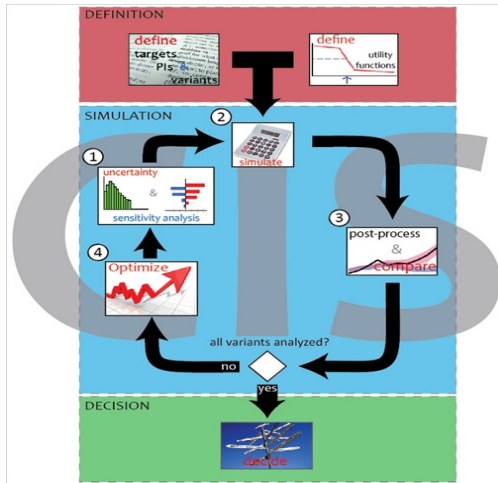 DEFINITION
define
targets
PIs &
variants
define
utility
functions
SIMULATION
2
simulate
1
uncertainty
&
sensitivity analysis
3
post-process
&
compare
4
Optimize
all variants analyzed?
no
yes
DECISION
decide
CIS